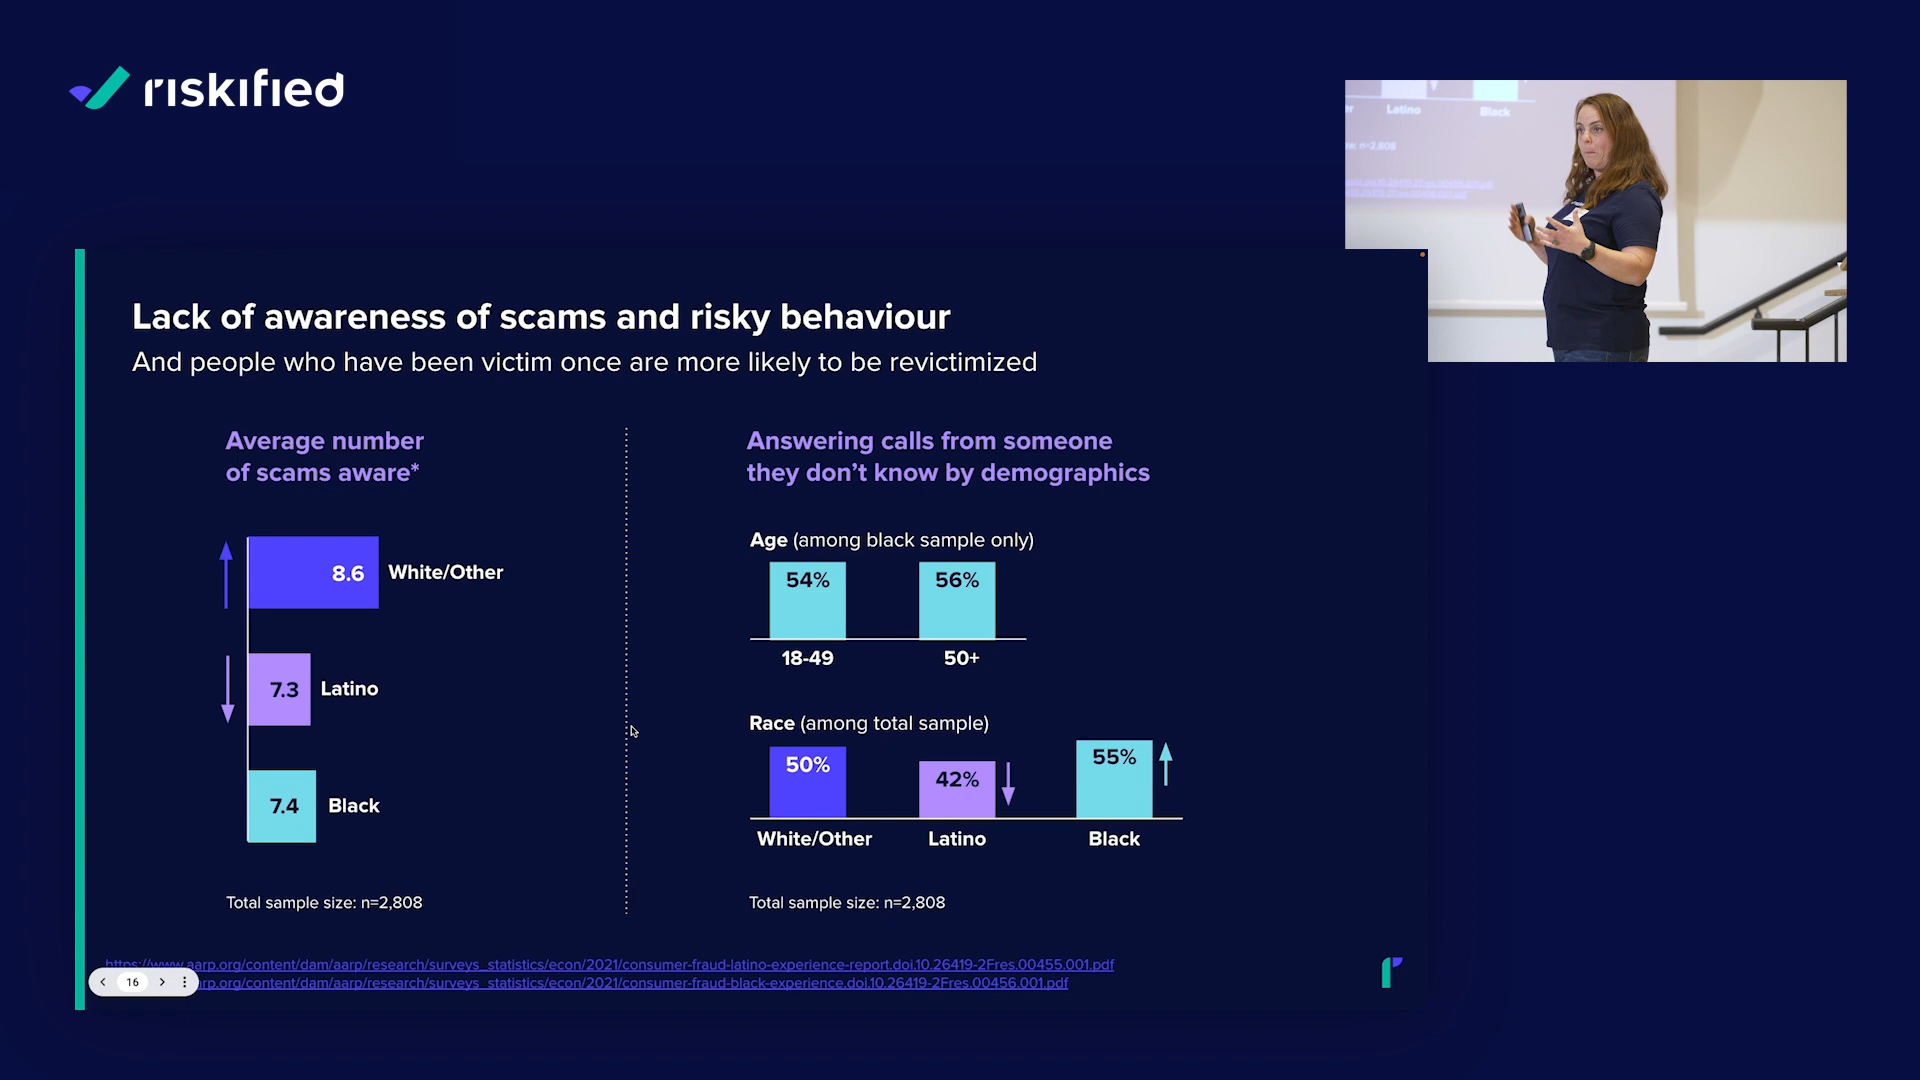 riskified
Latino
Black
n=2,808
Lack of awareness of scams and risky behaviour
And people who have been victim once are more likely to be revictimized
Average number
of scams aware*
8.6 White/Other
7.3 Latino
7.4 Black
Total sample size: n=2,808
Answering calls from someone
they don't know by demographics
Age (among black sample only)
54% 56%
18-49 50+
Race (among total sample)
50% 42% 55%
White/Other Latino Black
Total sample size: n=2,808
https://www.aarp.org/content/dam/aarp/research/surveys_statistics/econ/2021/consumer-fraud-latino-experience-report.doi.10.26419-2Fres.00455.001.pdf
arp.org/content/dam/aarp/research/surveys_statistics/econ/2021/consumer-fraud-black-experience.doi.10.26419-2Fres.00456.001.pdf
16